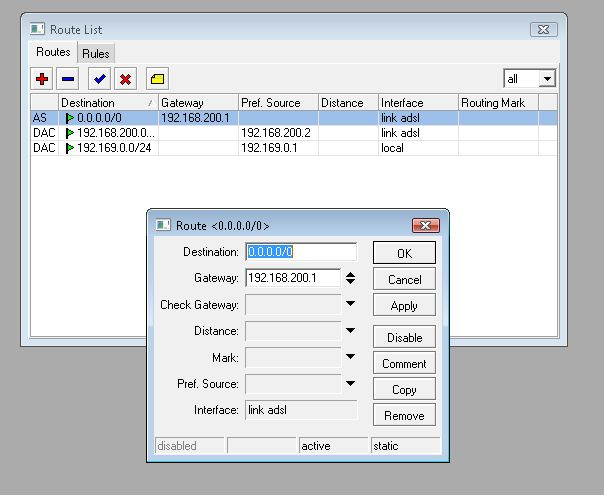 Route List
Routes Rules
all
Destination Gateway Pref. Source Distance Interface Routing Mark
AS 0.0.0.0/0 192.168.200.1 link adsl
DAC 192.168.200.0... 192.168.200.2 link adsl
DAC 192.169.0.0/24 192.169.0.1 local
Route <0.0.0.0/0>
Destination: 0.0.0.0/0 OK
Gateway: 192.168.200.1 Cancel
Check Gateway: Apply
Distance: Disable
Mark: Comment
Pref. Source: Copy
Interface: link adsl Remove
disabled active static